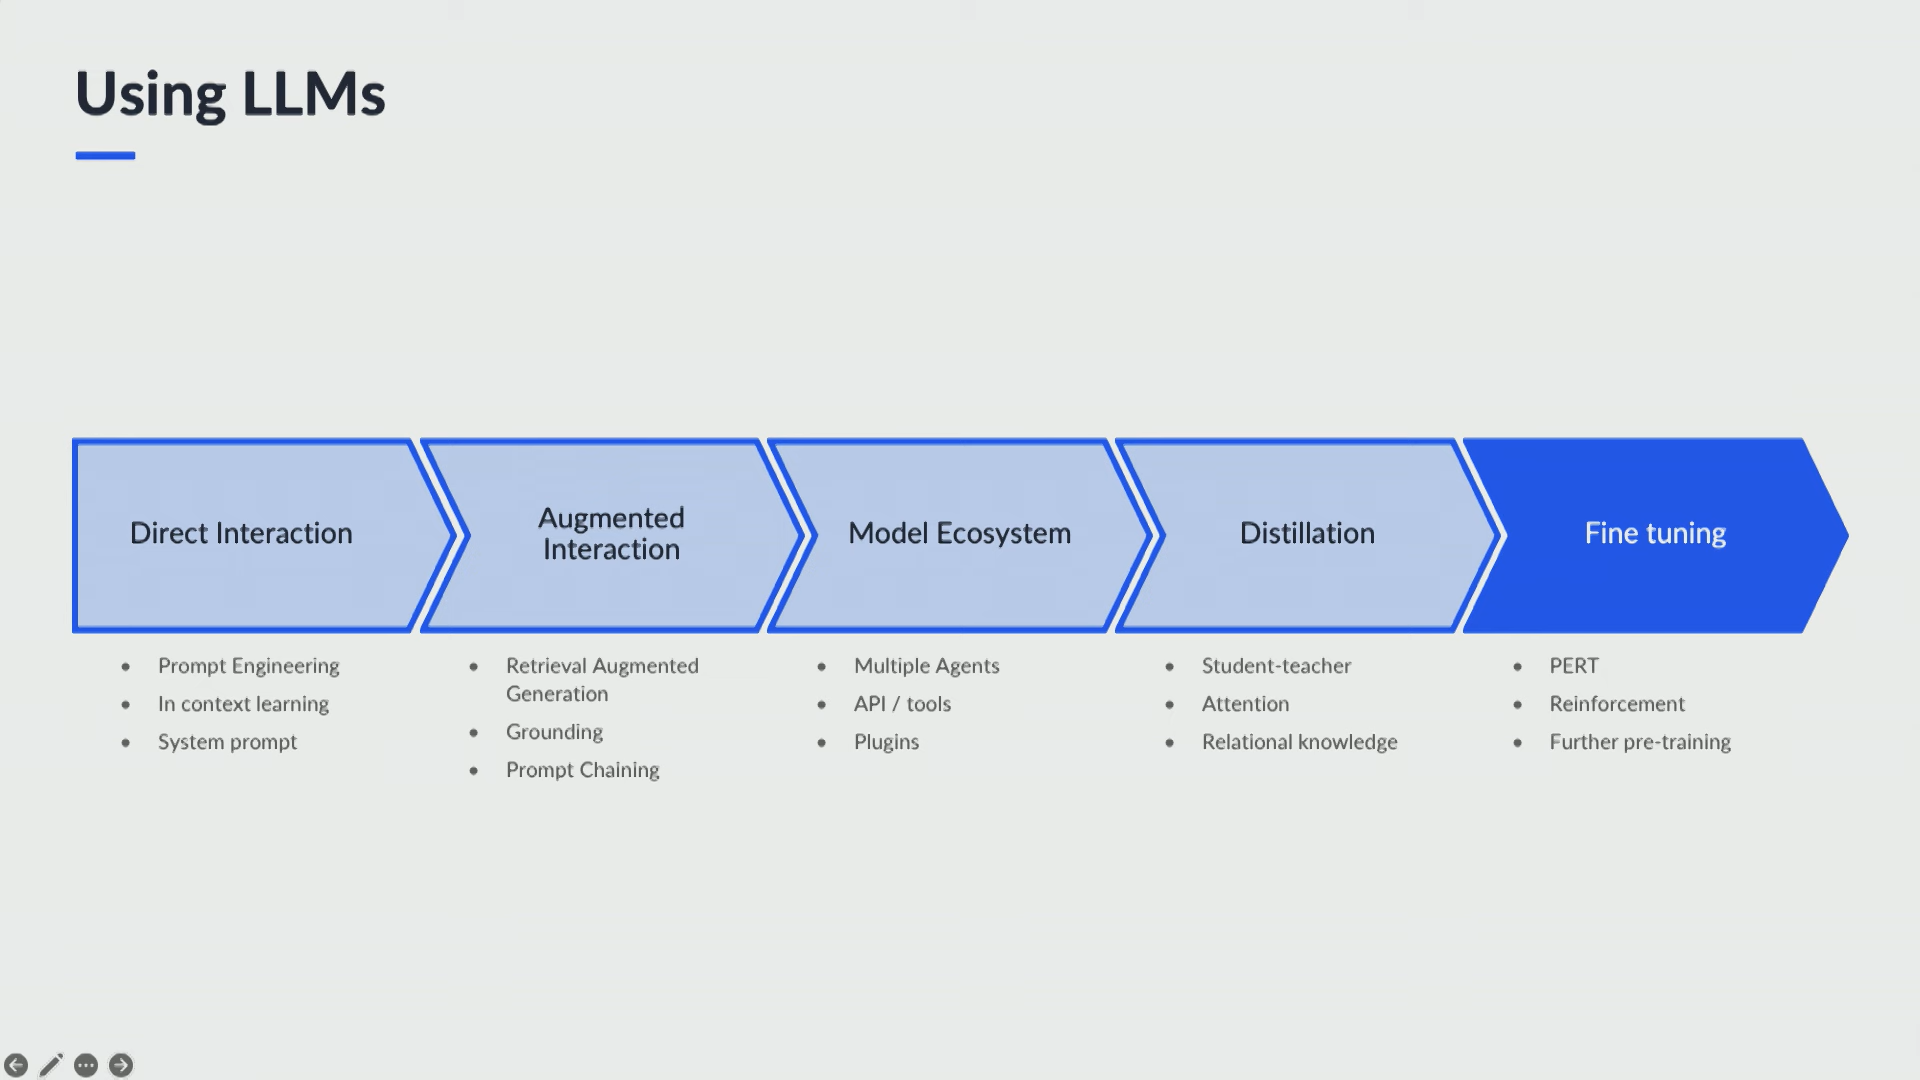 Using LLMs
Direct Interaction
Augmented
Interaction
Model Ecosystem
Distillation
Fine tuning
• Prompt Engineering
• In context learning
• System prompt
• Retrieval Augmented
Generation
• Grounding
• Prompt Chaining
• Multiple Agents
• API / tools
• Plugins
• Student-teacher
• Attention
• Relational knowledge
• PERT
• Reinforcement
• Further pre-training